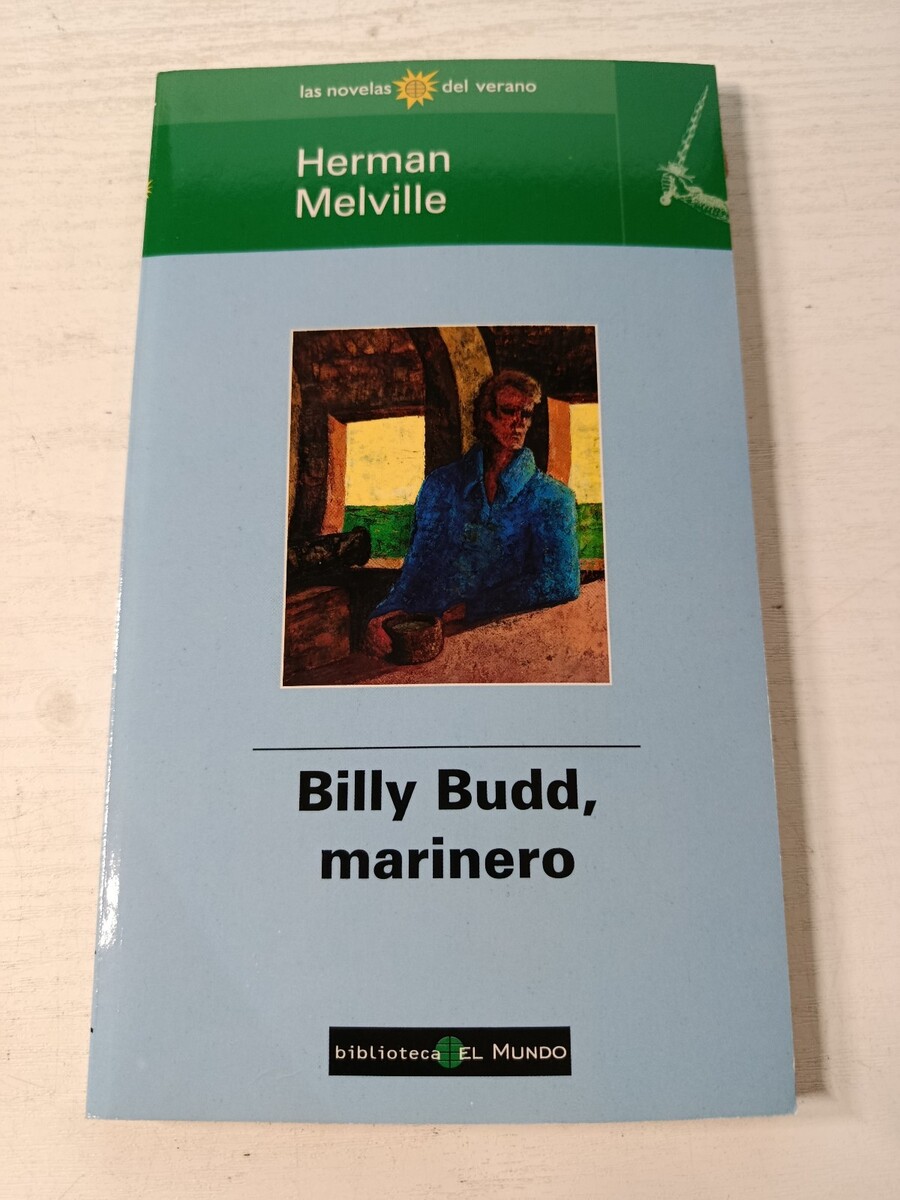 las novelas del verano
Herman
Melville
Billy Budd,
marinero
biblioteca EL MUNDO